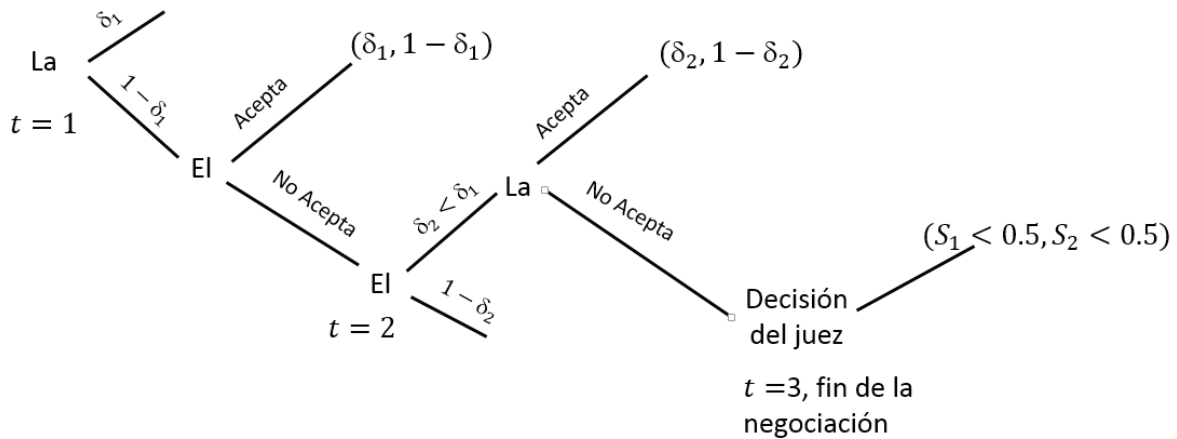 δ₁
La
1 − δ₁
t = 1
El
Acepta
(δ₁, 1 − δ₁)
No Acepta
El
t = 2
δ₂ < δ₁
1 − δ₂
La
Acepta
(δ₂, 1 − δ₂)
No Acepta
Decisión
del juez
(S₁ < 0.5, S₂ < 0.5)
t =3, fin de la
negociación